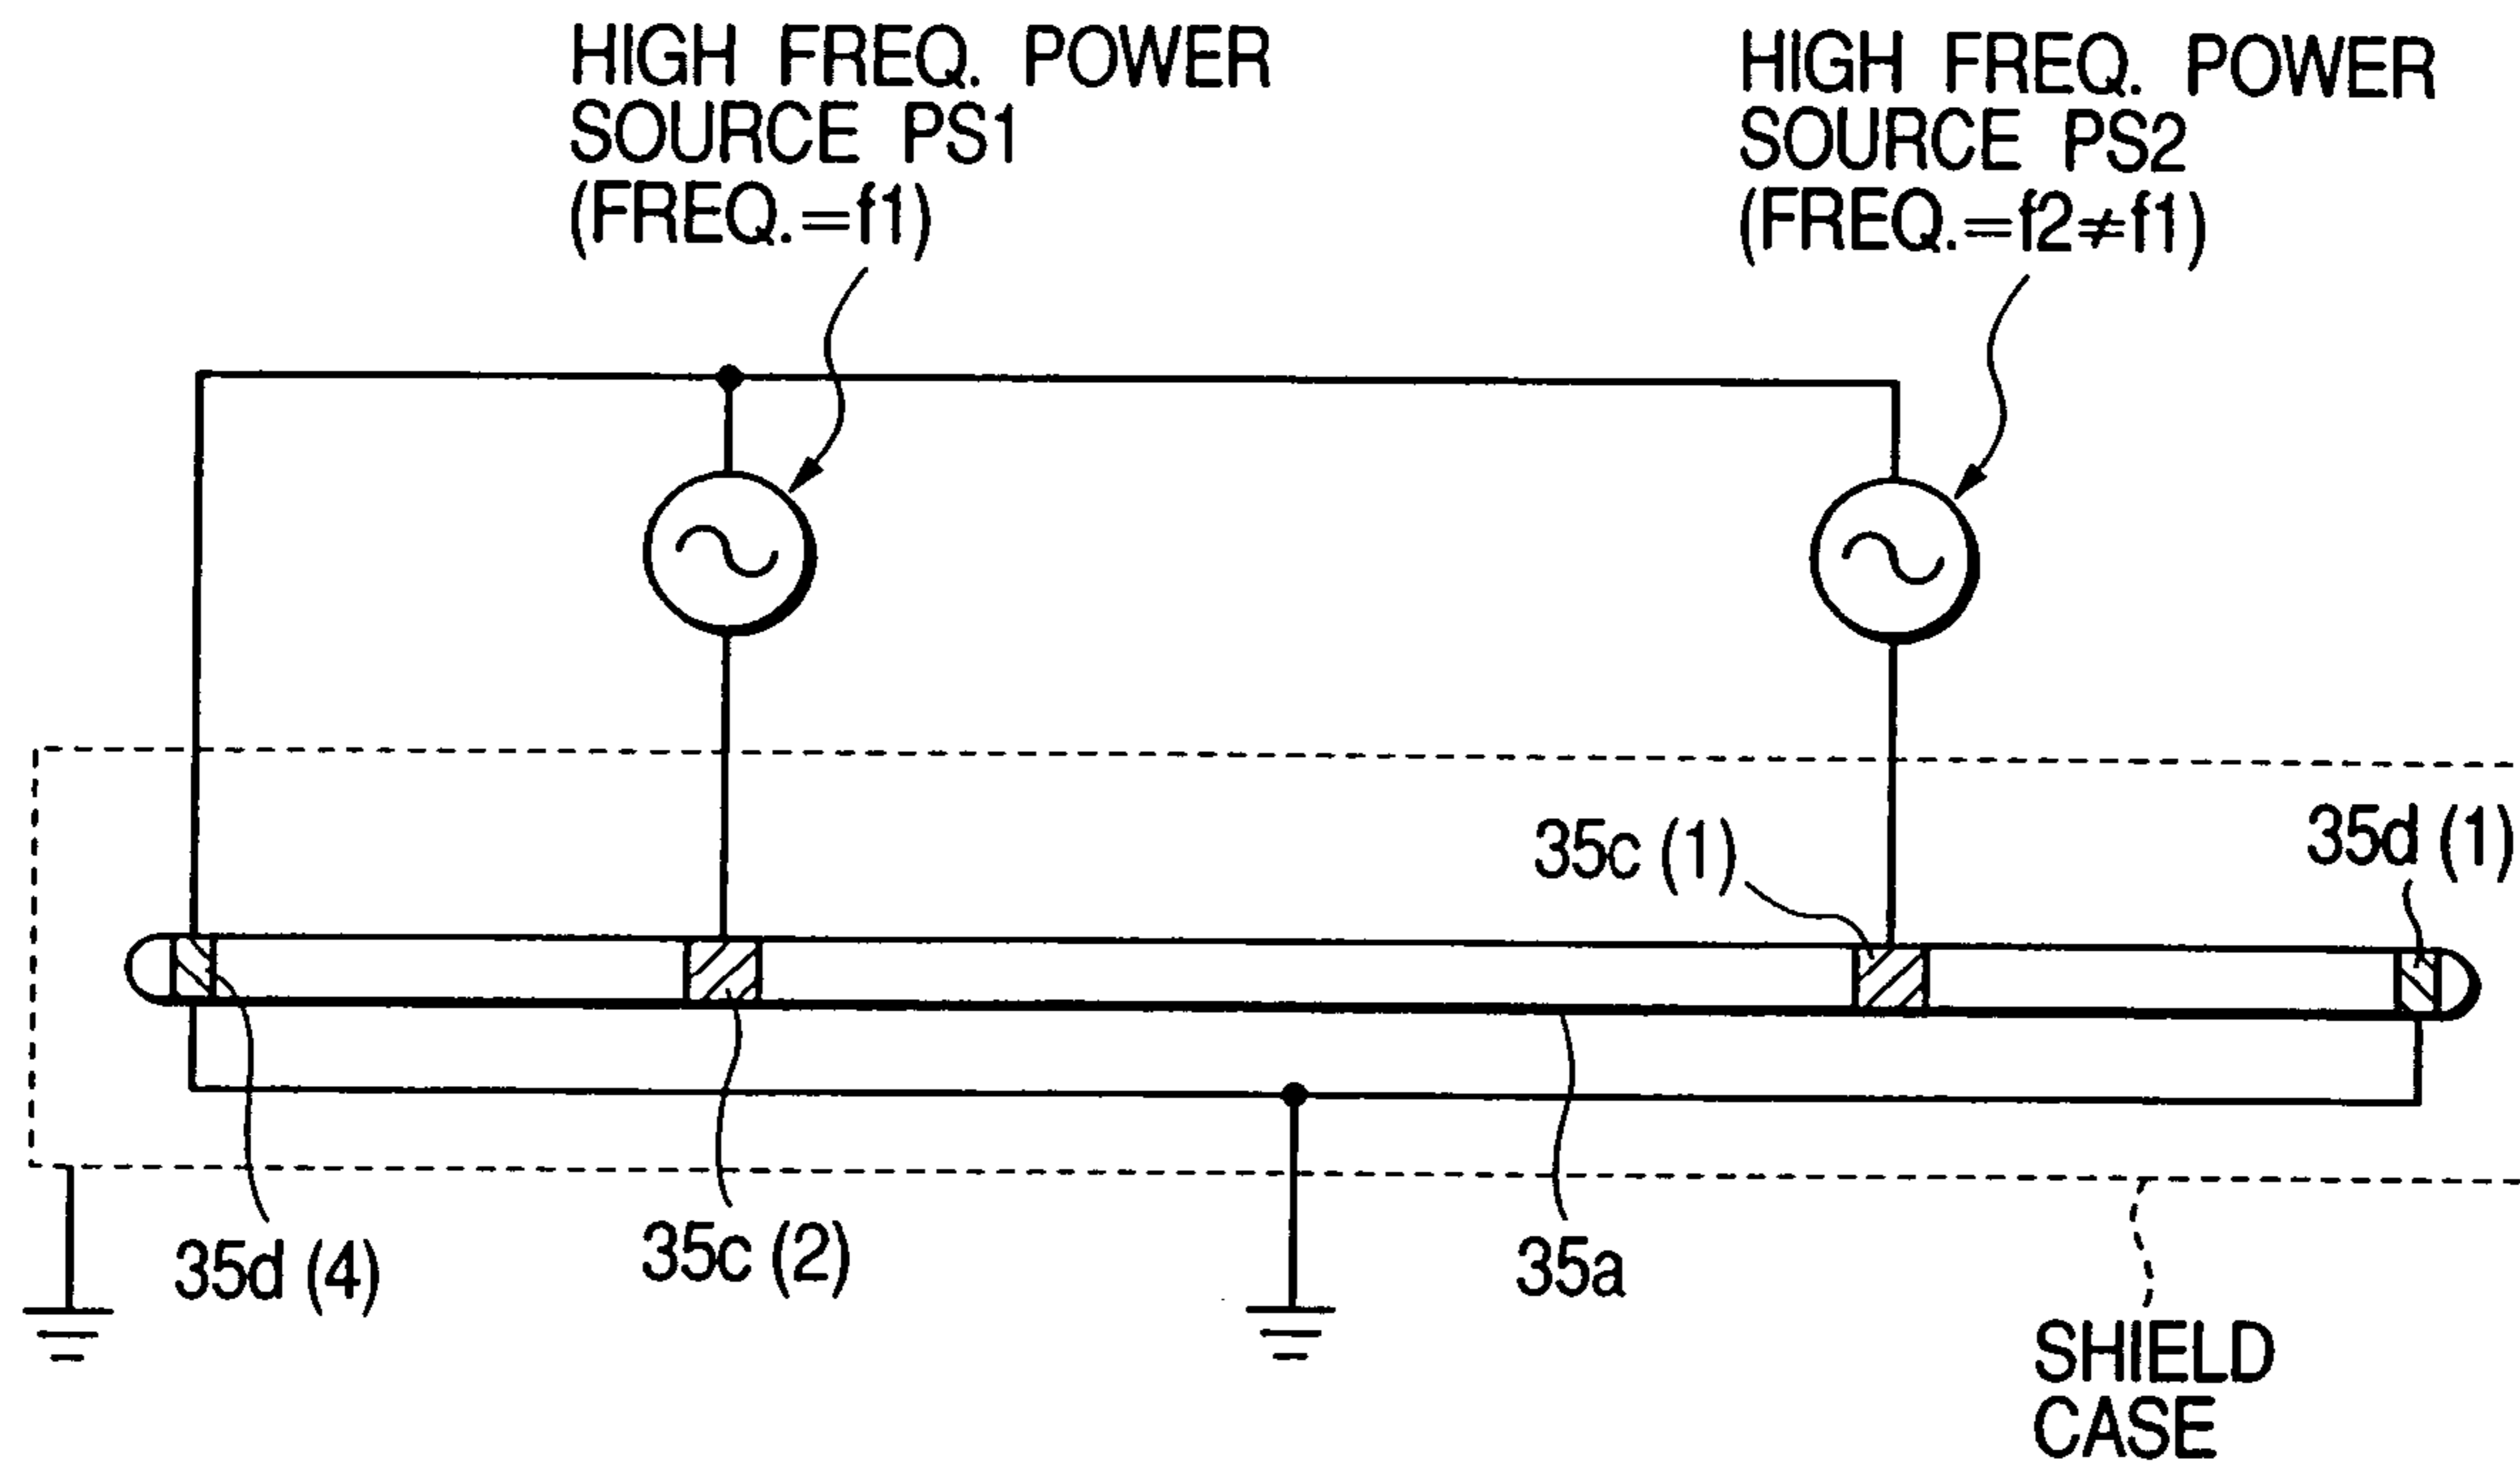 HIGH FREQ. POWER
SOURCE PS1
(FREQ.=f1)
HIGH FREQ. POWER
SOURCE PS2
(FREQ.=f2≠f1)
35c (1)
35d (1)
35d (4)
35c (2)
35a
SHIELD
CASE